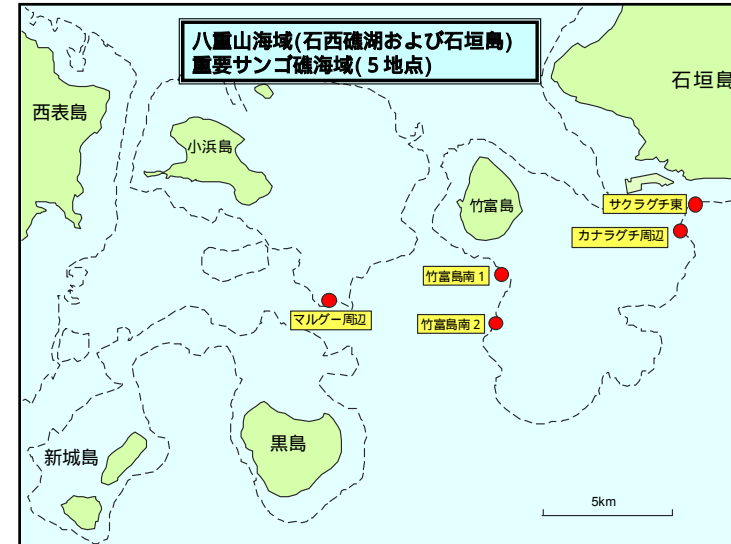 八重山海域(石西礁湖および石垣島)
重要サンゴ礁海域(５地点)
石垣島
西表島
小浜島
竹富島
サクラグチ東
カナラグチ周辺
竹富島南１
マルグー周辺
竹富島南２
黒島
新城島
5km